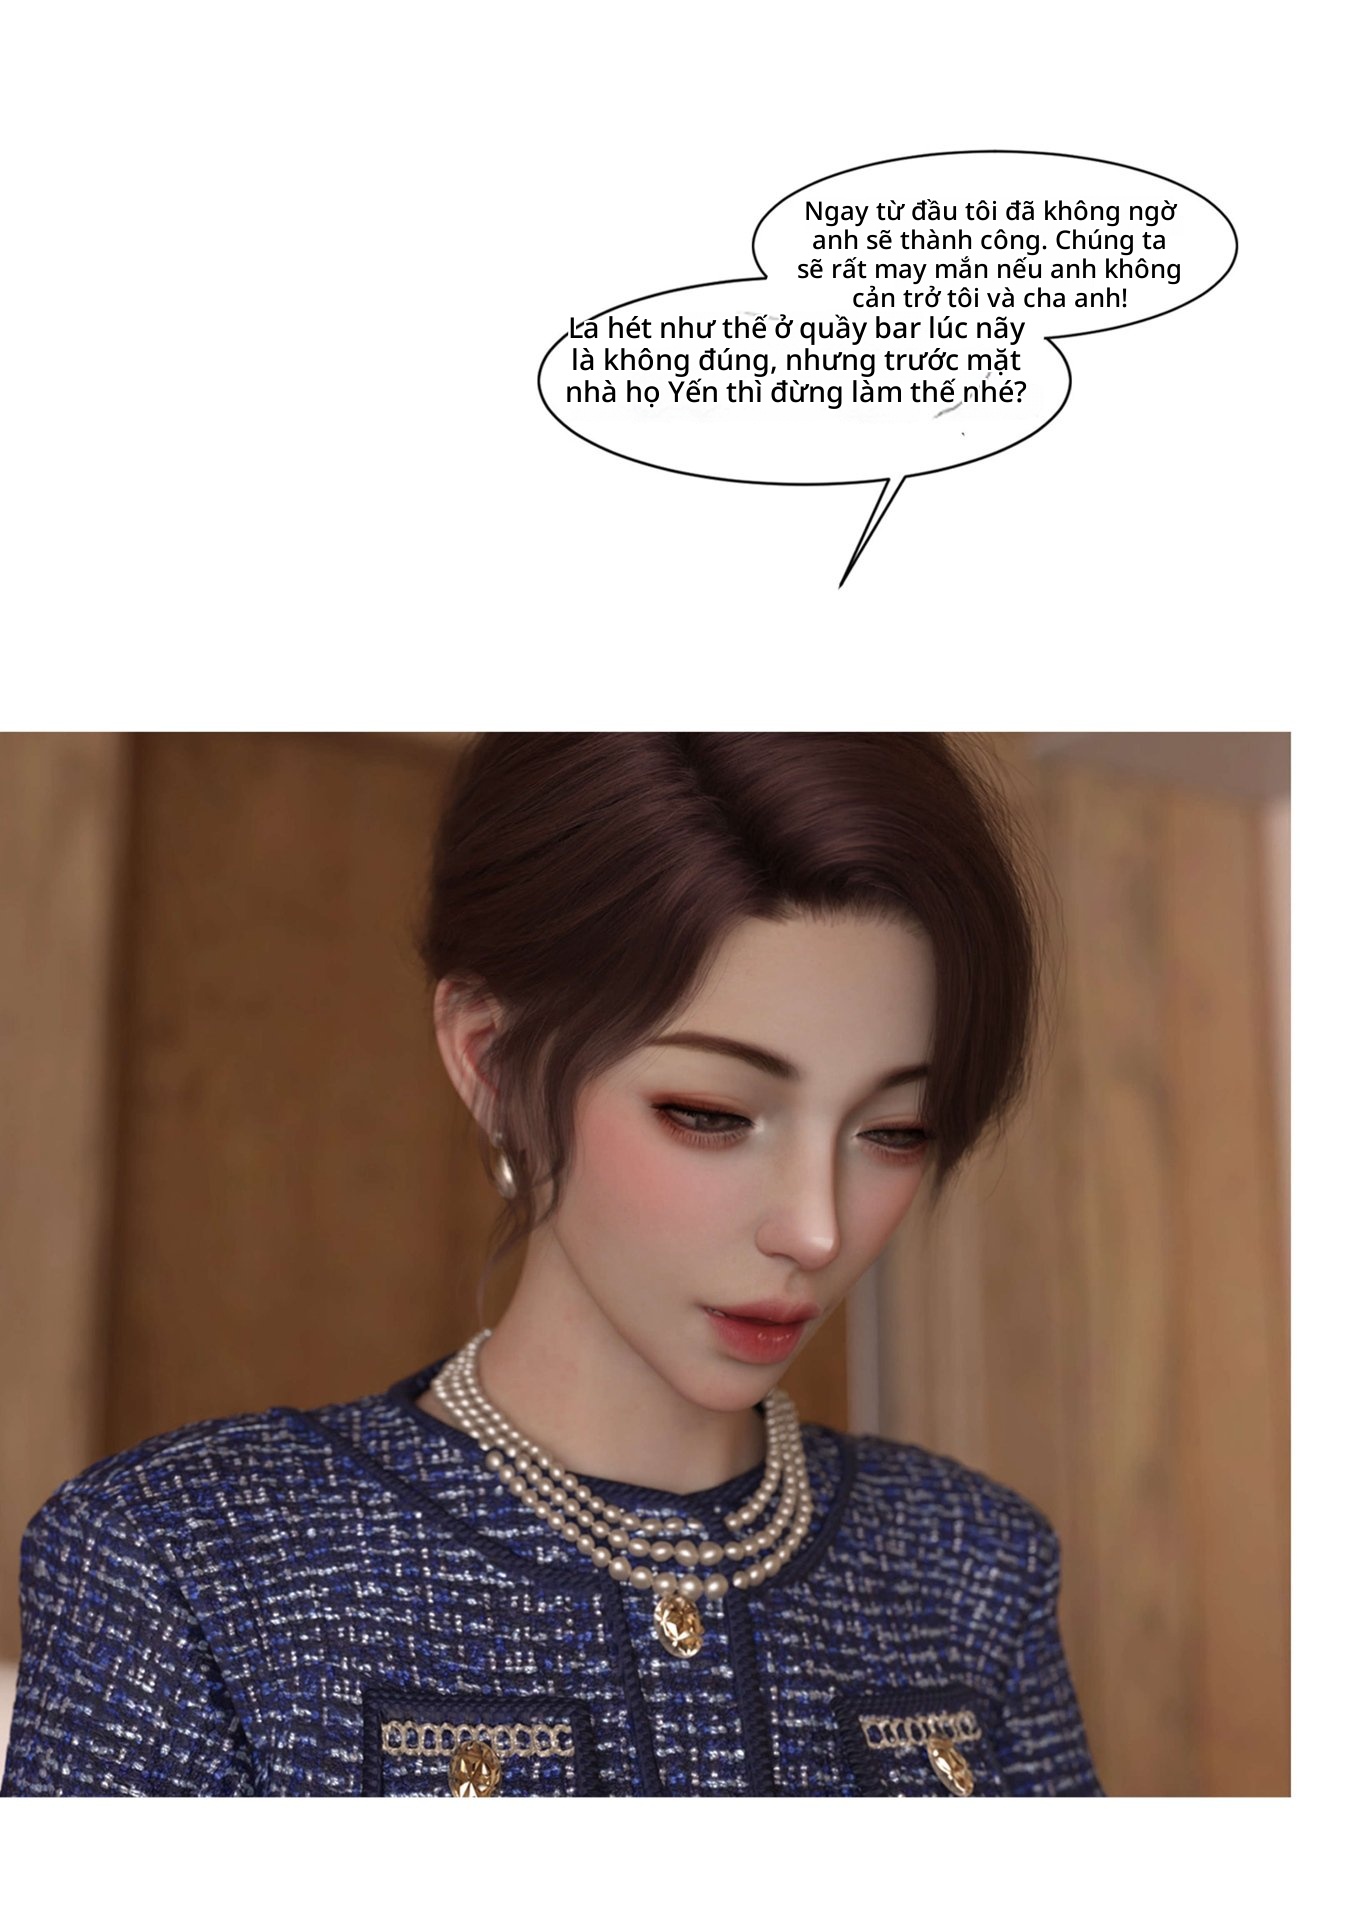 Ngay từ đầu tôi đã không ngờ
anh sẽ thành công. Chúng ta
sẽ rất may mắn nếu anh không
cản trở tôi và cha anh!
La hét như thế ở quầy bar lúc nãy
là không đúng, nhưng trước mặt
nhà họ Yến thì đừng làm thế nhé?